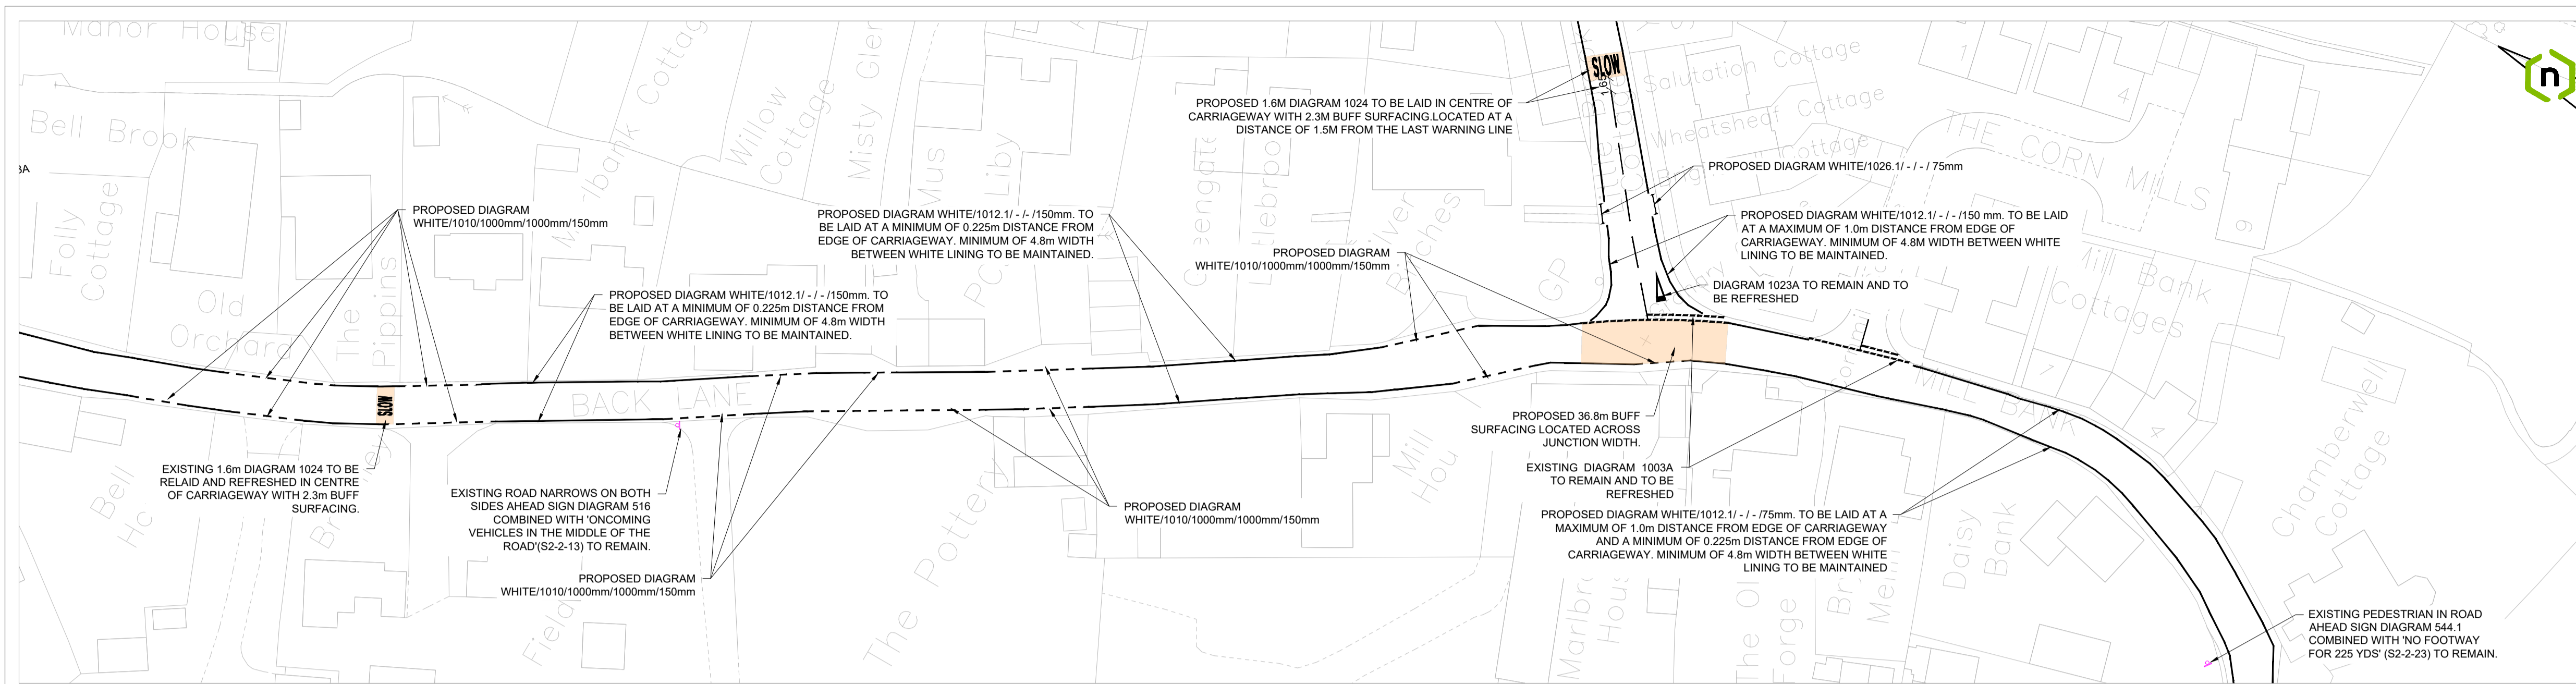 Manor House
Bell Brook
Folly
Cottage
Old
Orchard
The
Pippins
PROPOSED DIAGRAM
WHITE/1010/1000mm/1000mm/150mm
Willow
Cottage
Misty
PROPOSED DIAGRAM WHITE/1012.1/ - / - /150mm. TO
BE LAID AT A MINIMUM OF 0.225m DISTANCE FROM
EDGE OF CARRIAGEWAY. MINIMUM OF 4.8m WIDTH
BETWEEN WHITE LINING TO BE MAINTAINED.
PROPOSED DIAGRAM WHITE/1012.1/ - /- /150mm. TO
BE LAID AT A MINIMUM OF 0.225m DISTANCE FROM
EDGE OF CARRIAGEWAY. MINIMUM OF 4.8m WIDTH
BETWEEN WHITE LINING TO BE MAINTAINED.
PROPOSED 1.6M DIAGRAM 1024 TO BE LAID IN CENTRE OF
CARRIAGEWAY WITH 2.3M BUFF SURFACING.LOCATED AT A
DISTANCE OF 1.5M FROM THE LAST WARNING LINE
SLOW
Salutation Cottage
Wheatsheaf Cottage
THE CORN MILLS
1
4
9
n
PROPOSED DIAGRAM WHITE/1026.1/ - / - / 75mm
PROPOSED DIAGRAM WHITE/1012.1/ - / - /150 mm. TO BE LAID
AT A MAXIMUM OF 1.0m DISTANCE FROM EDGE OF
CARRIAGEWAY. MINIMUM OF 4.8M WIDTH BETWEEN WHITE
LINING TO BE MAINTAINED.
PROPOSED DIAGRAM
WHITE/1010/1000mm/1000mm/150mm
GP
DIAGRAM 1023A TO REMAIN AND TO
BE REFRESHED
Mill Bank
Cottages
7
4
SLOW
BACK LANE
MILL BANK
EXISTING 1.6m DIAGRAM 1024 TO BE
RELAID AND REFRESHED IN CENTRE
OF CARRIAGEWAY WITH 2.3m BUFF
SURFACING.
EXISTING ROAD NARROWS ON BOTH
SIDES AHEAD SIGN DIAGRAM 516
COMBINED WITH 'ONCOMING
VEHICLES IN THE MIDDLE OF THE
ROAD'(S2-2-13) TO REMAIN.
PROPOSED DIAGRAM
WHITE/1010/1000mm/1000mm/150mm
The Pottery
PROPOSED DIAGRAM
WHITE/1010/1000mm/1000mm/150mm
Mill
PROPOSED 36.8m BUFF
SURFACING LOCATED ACROSS
JUNCTION WIDTH.
EXISTING DIAGRAM 1003A
TO REMAIN AND TO BE
REFRESHED
PROPOSED DIAGRAM WHITE/1012.1/ - / - /75mm. TO BE LAID AT A
MAXIMUM OF 1.0m DISTANCE FROM EDGE OF CARRIAGEWAY
AND A MINIMUM OF 0.225m DISTANCE FROM EDGE OF
CARRIAGEWAY. MINIMUM OF 4.8m WIDTH BETWEEN WHITE
LINING TO BE MAINTAINED
Daisy
Bank
Chamberwell
Cottage
EXISTING PEDESTRIAN IN ROAD
AHEAD SIGN DIAGRAM 544.1
COMBINED WITH 'NO FOOTWAY
FOR 225 YDS' (S2-2-23) TO REMAIN.